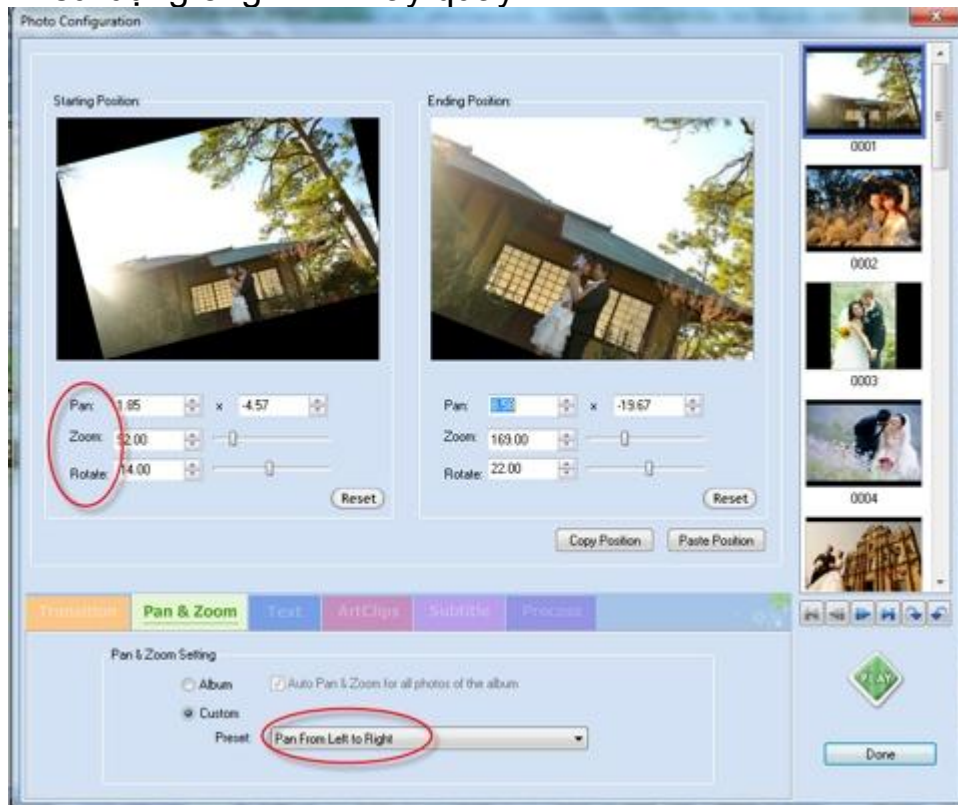 Photo Configuration
Starting Position:
Ending Position:
0001
0002
0003
0004
Pan: 1.85 x -4.57
Zoom: 92.00
Rotate: 14.00
Reset
Pan: x -19.67
Zoom: 169.00
Rotate: 22.00
Reset
Copy Position Paste Position
Transition Pan & Zoom Text ArtClips Subtitle Process
Pan & Zoom Setting
Album Auto Pan & Zoom for all photos of the album
Custom
Preset: Pan From Left to Right
PLAY
Done